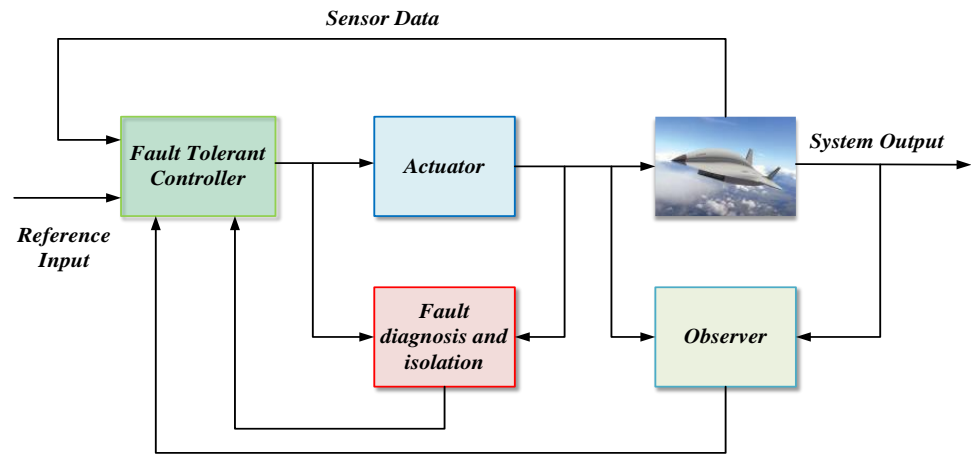 Sensor Data
Fault Tolerant
Controller
Actuator
System Output
Reference
Input
Fault
diagnosis and
isolation
Observer